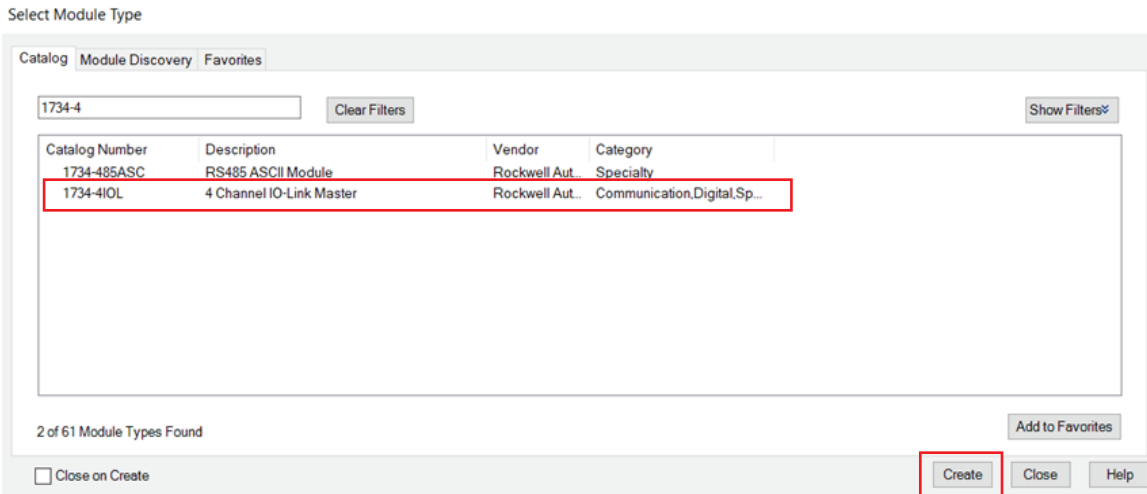 Select Module Type
Catalog Module Discovery Favorites
1734-4 Clear Filters Show Filters
Catalog Number Description Vendor Category
1734-485ASC RS485 ASCII Module Rockwell Aut... Specialty
1734-4IOL 4 Channel IO-Link Master Rockwell Aut... Communication,Digital,Sp...
2 of 61 Module Types Found Add to Favorites
Close on Create Create Close Help